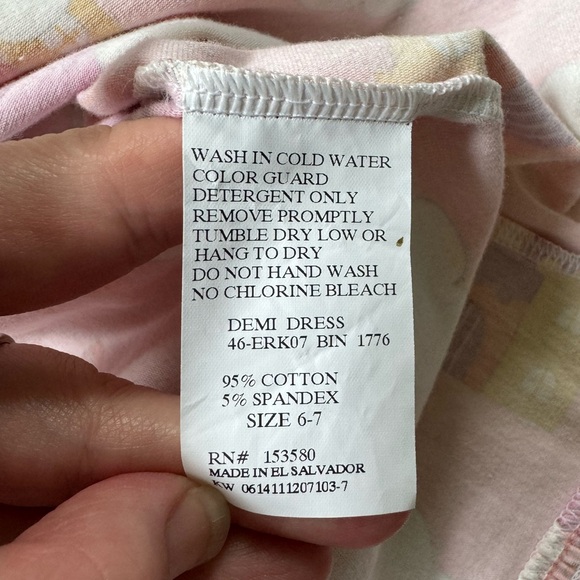 WASH IN COLD WATER
COLOR GUARD
DETERGENT ONLY
REMOVE PROMPTLY
TUMBLE DRY LOW OR
HANG TO DRY
DO NOT HAND WASH
NO CHLORINE BLEACH
DEMI DRESS
46-ERK07 BIN 1776
95% COTTON
5% SPANDEX
SIZE 6-7
RN# 153580
MADE IN EL SALVADOR
KW 0614111207103-7